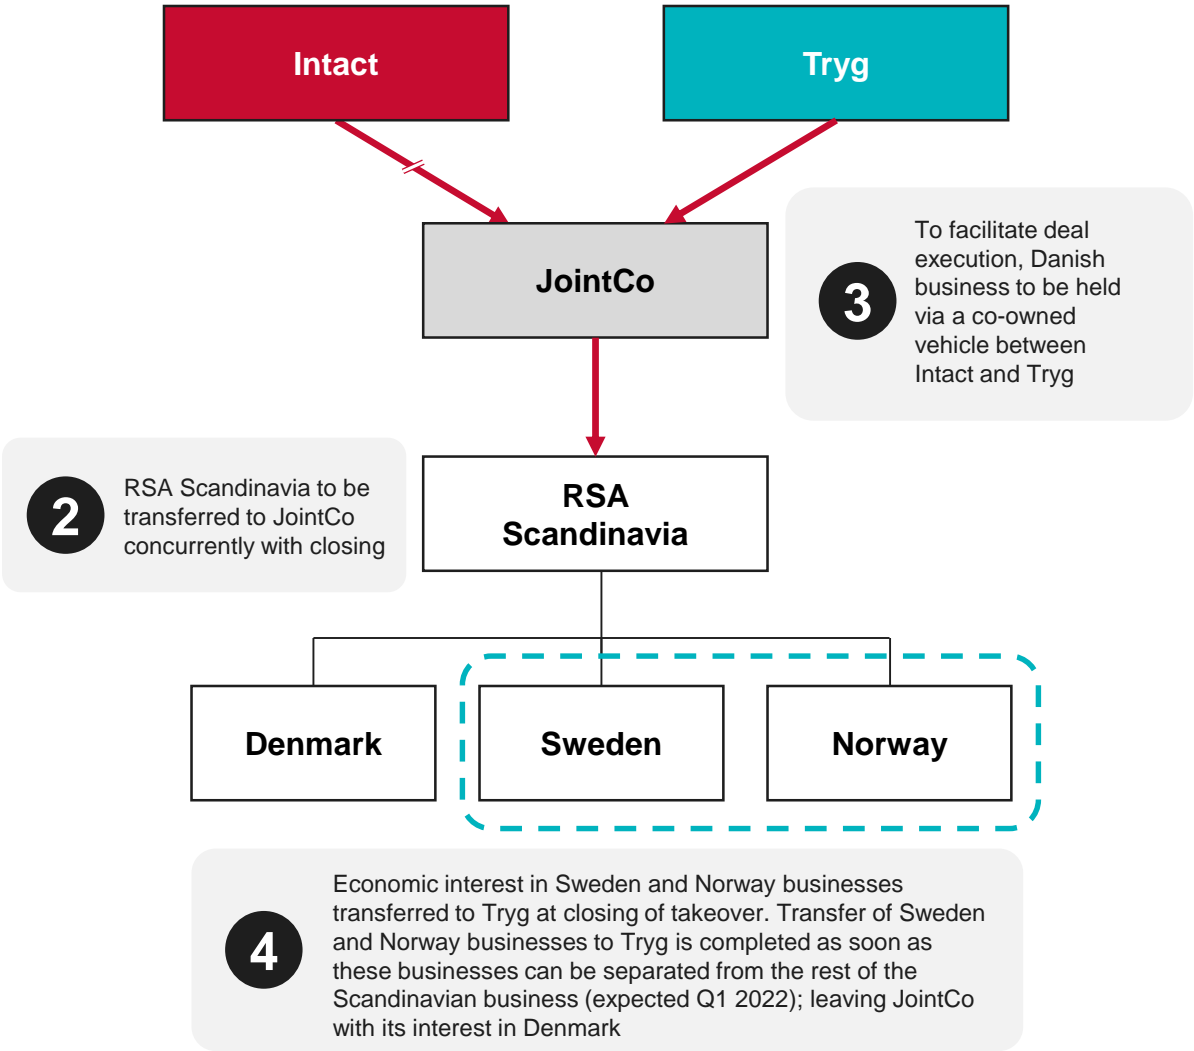 Intact
Tryg
JointCo
3
To facilitate deal
execution, Danish
business to be held
via a co-owned
vehicle between
Intact and Tryg
2
RSA Scandinavia to be
transferred to JointCo
concurrently with closing
RSA
Scandinavia
Denmark
Sweden
Norway
4
Economic interest in Sweden and Norway businesses
transferred to Tryg at closing of takeover. Transfer of Sweden
and Norway businesses to Tryg is completed as soon as
these businesses can be separated from the rest of the
Scandinavian business (expected Q1 2022); leaving JointCo
with its interest in Denmark